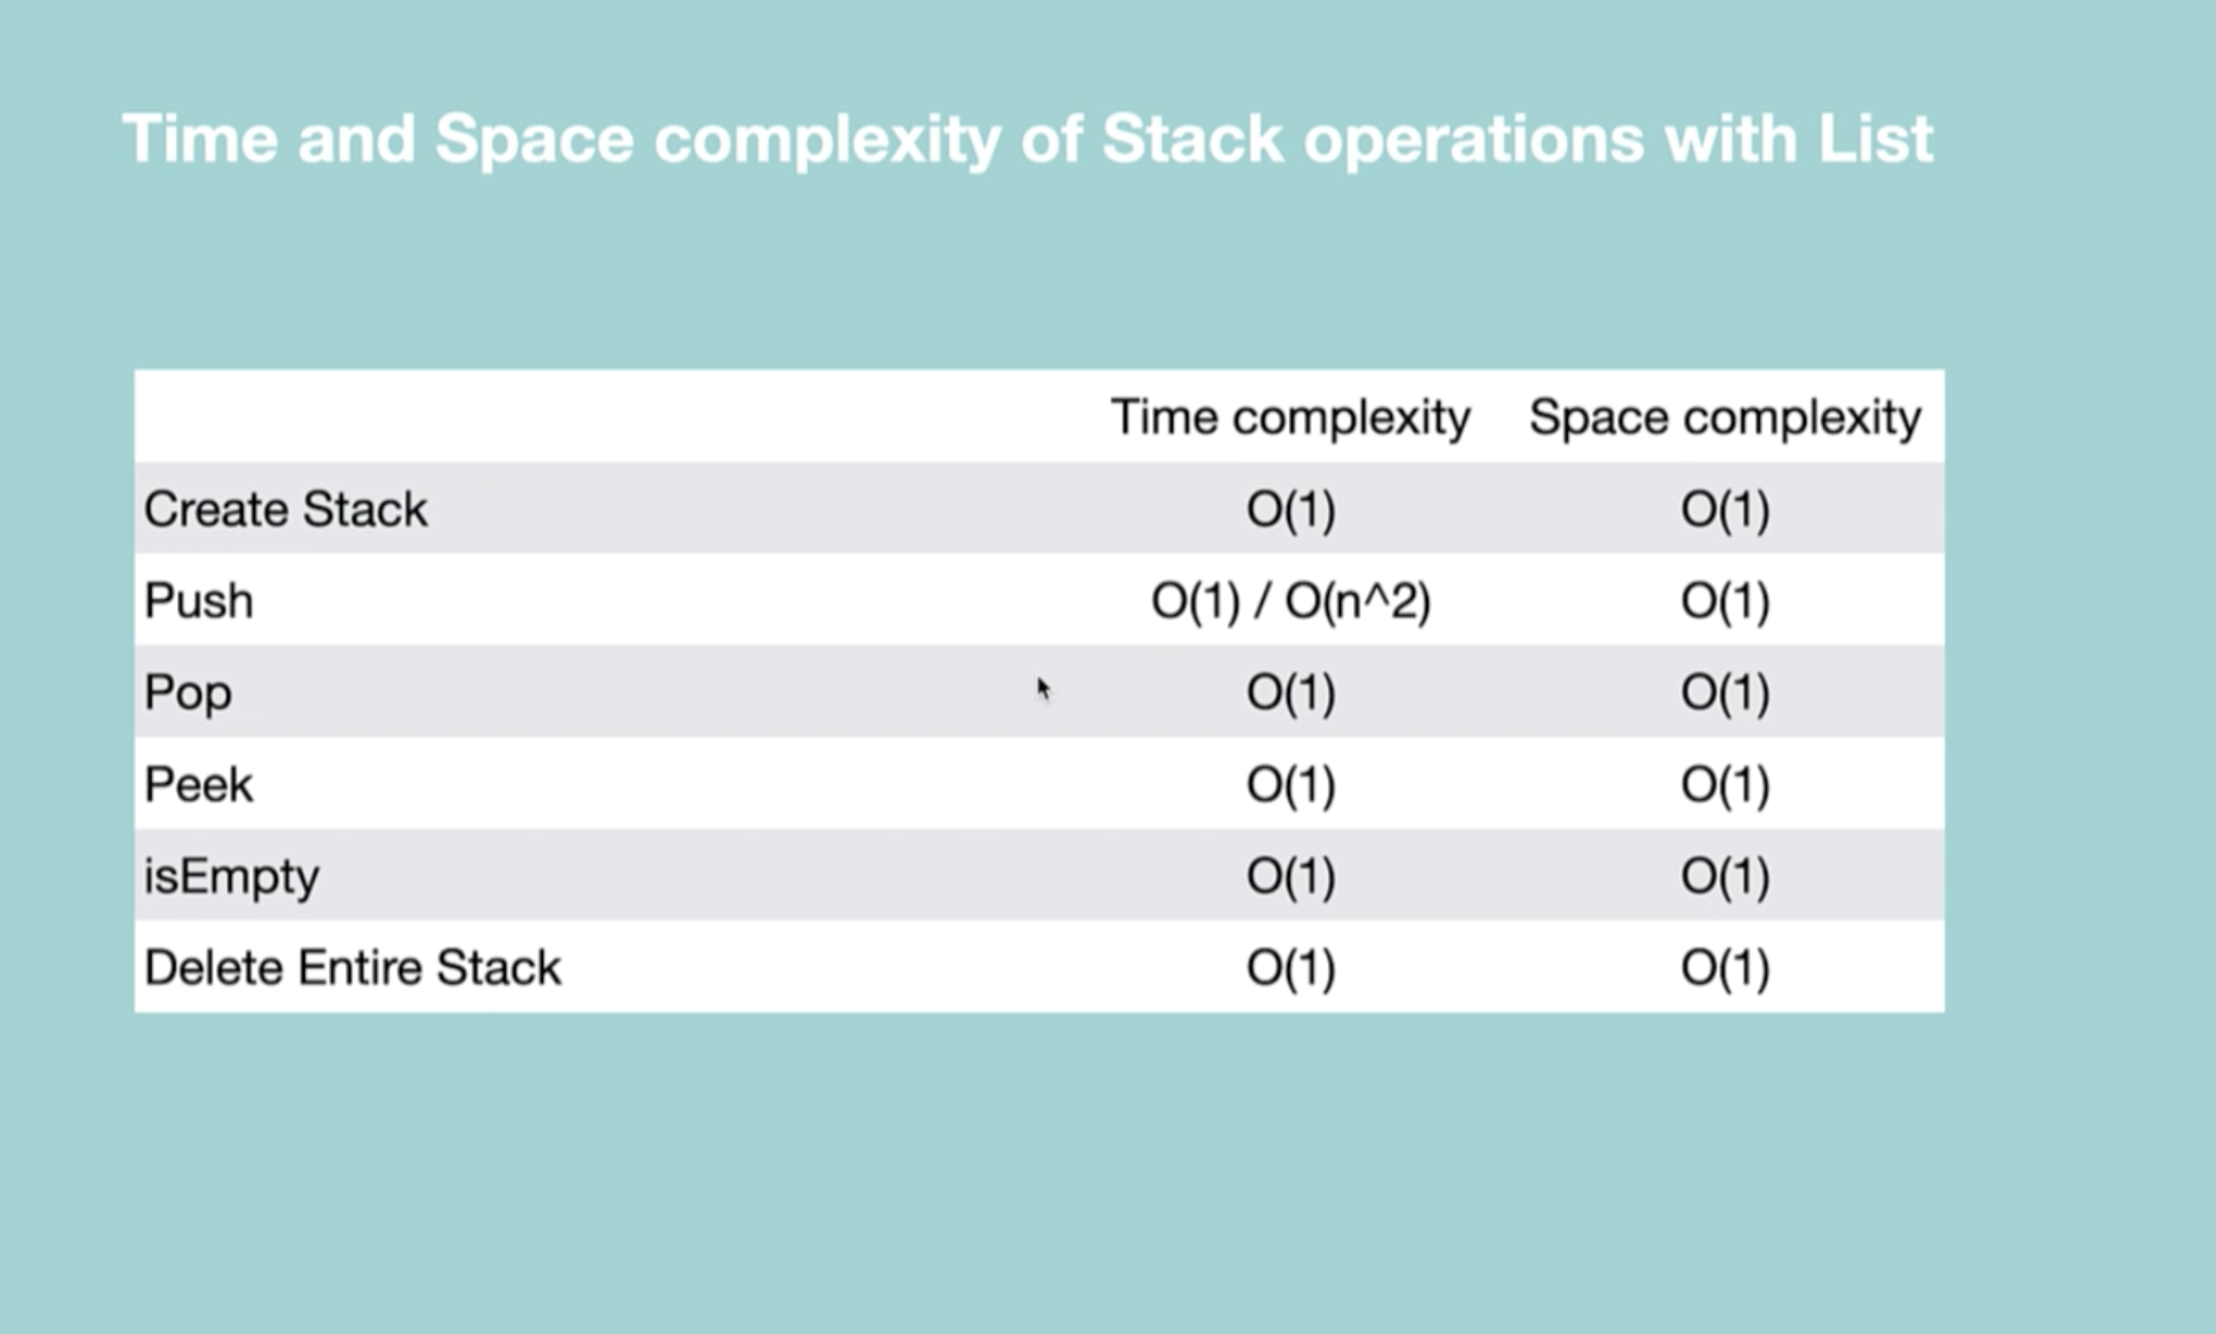 Time and Space complexity of Stack operations with List
Time complexity Space complexity
Create Stack O(1) O(1)
Push O(1) / O(n^2) O(1)
Pop O(1) O(1)
Peek O(1) O(1)
isEmpty O(1) O(1)
Delete Entire Stack O(1) O(1)